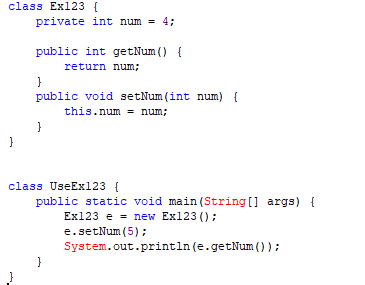 class Ex123 {
    private int num = 4;
    public int getNum() {
        return num;
    }
    public void setNum(int num) {
        this.num = num;
    }
}
class UseEx123 {
    public static void main(String[] args) {
        Ex123 e = new Ex123();
        e.setNum(5);
        System.out.println(e.getNum());
    }
}